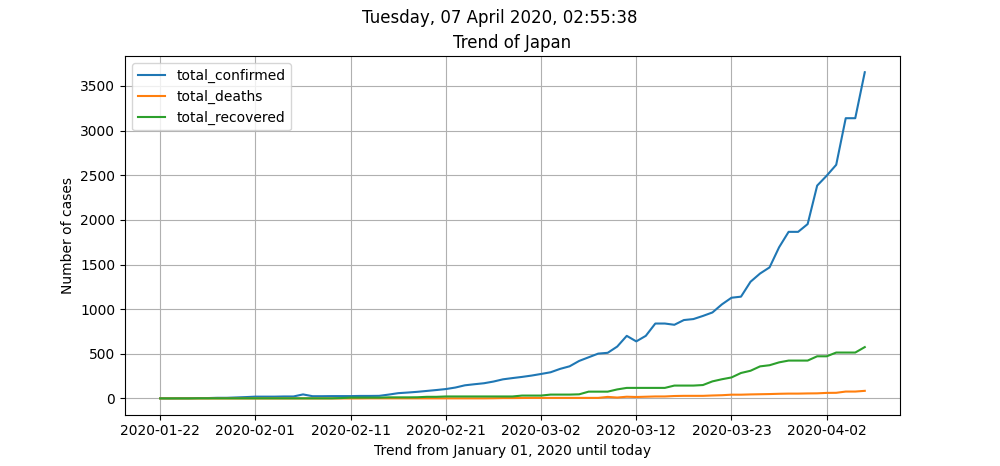 Tuesday, 07 April 2020, 02:55:38
Trend of Japan
total_confirmed
total_deaths
total_recovered
Number of cases
3500
3000
2500
2000
1500
1000
500
0
2020-01-22 2020-02-01 2020-02-11 2020-02-21 2020-03-02 2020-03-12 2020-03-23 2020-04-02
Trend from January 01, 2020 until today